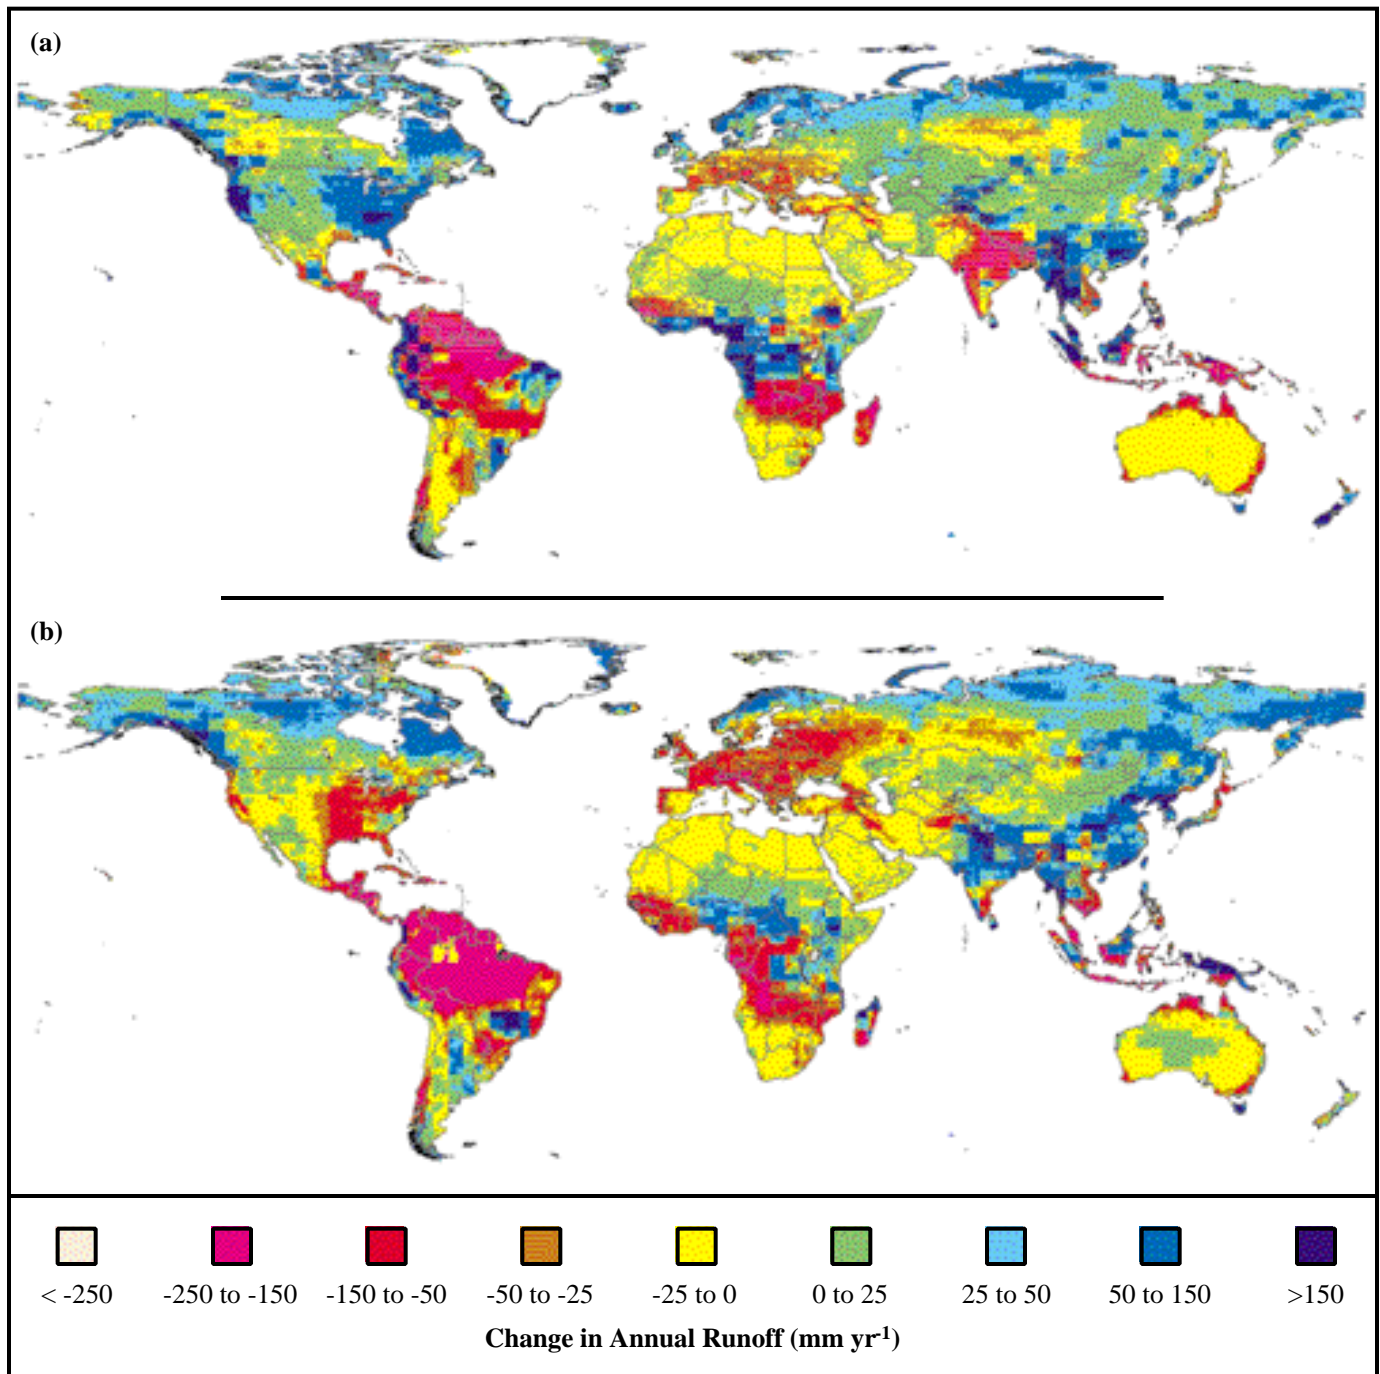 (a)
(b)
< -250 -250 to -150 -150 to -50 -50 to -25 -25 to 0 0 to 25 25 to 50 50 to 150 >150
Change in Annual Runoff (mm yr-1)